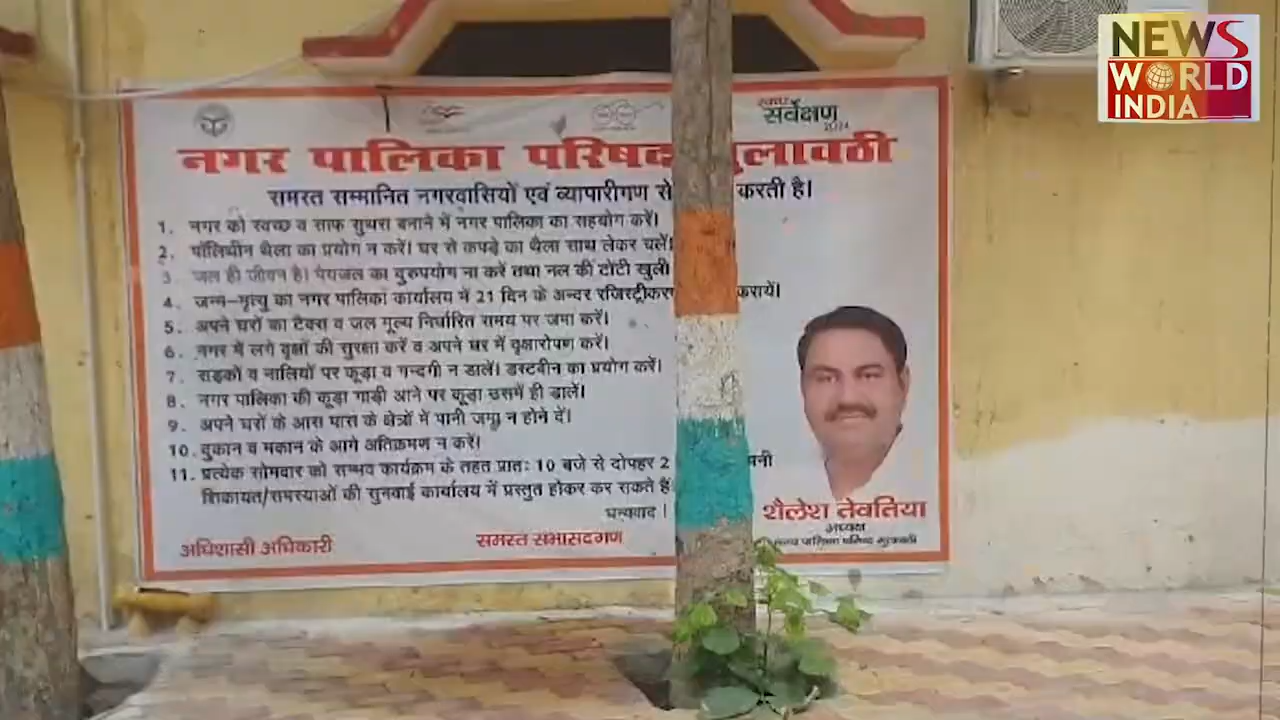 NEWS
WORLD
INDIA
स्वच्छ
सर्वेक्षण
2024
नगर पालिका परिषद
समस्त सम्मानित नगरवासियों एवं व्यापारीगण से करती है।
1. नगर को स्वच्छ व साफ सुथरा बनाने में नगर पालिका का सहयोग करें।
2. पॉलिथीन थैला का प्रयोग न करें। घर से कपड़े का थैला साथ लेकर चलें।
3. जल ही जीवन है। पेयजल का दुरुपयोग ना करें तथा नल की टोंटी खुली
4. जन्म-मृत्यु का नगर पालिका कार्यालय में 21 दिन के अन्दर करायें।
5. अपने घरों का टैक्स व जल मूल्य निर्धारित समय पर जमा करें।
6. नगर में लगे वृक्षों की सुरक्षा करें व अपने घर में वृक्षारोपण करें।
7. सड़कों व नालियों पर कूड़ा व गन्दगी न डालें। डस्टबीन का प्रयोग करें।
8. नगर पालिका की कूड़ा गाड़ी आने पर कूड़ा उसमें ही डालें।
9. अपने घरों के आस पास के क्षेत्रों में पानी जमा न होने दें।
10. दुकान व मकान के आगे अतिक्रमण न करें।
11. प्रत्येक सोमवार को सम्भव कार्यक्रम के तहत प्रातः 10 बजे से दोपहर 2
शिकायत/समस्याओं की सुनवाई कार्यालय में प्रस्तुत होकर कर सकते हैं
धन्यवाद।
अधिशासी अधिकारी
समस्त सभासदगण
शैलेश तेवतिया
अध्यक्ष
नगर पालिका परिषद गुलावठी